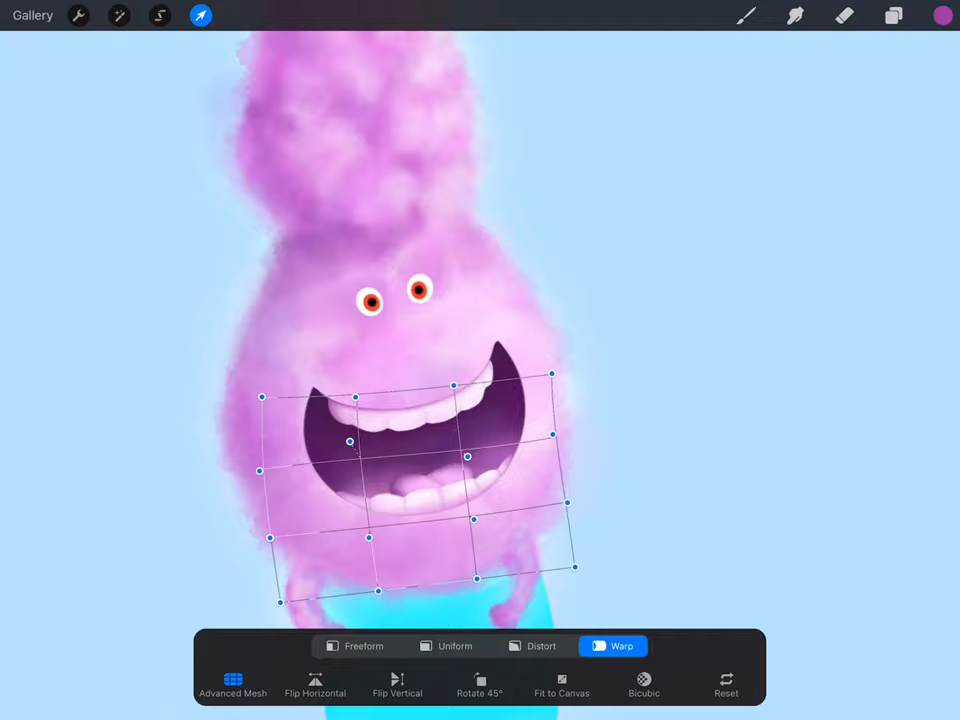 Gallery
Freeform Uniform Distort Warp
Advanced Mesh Flip Horizontal Flip Vertical Rotate 45° Fit to Canvas Bicubic Reset